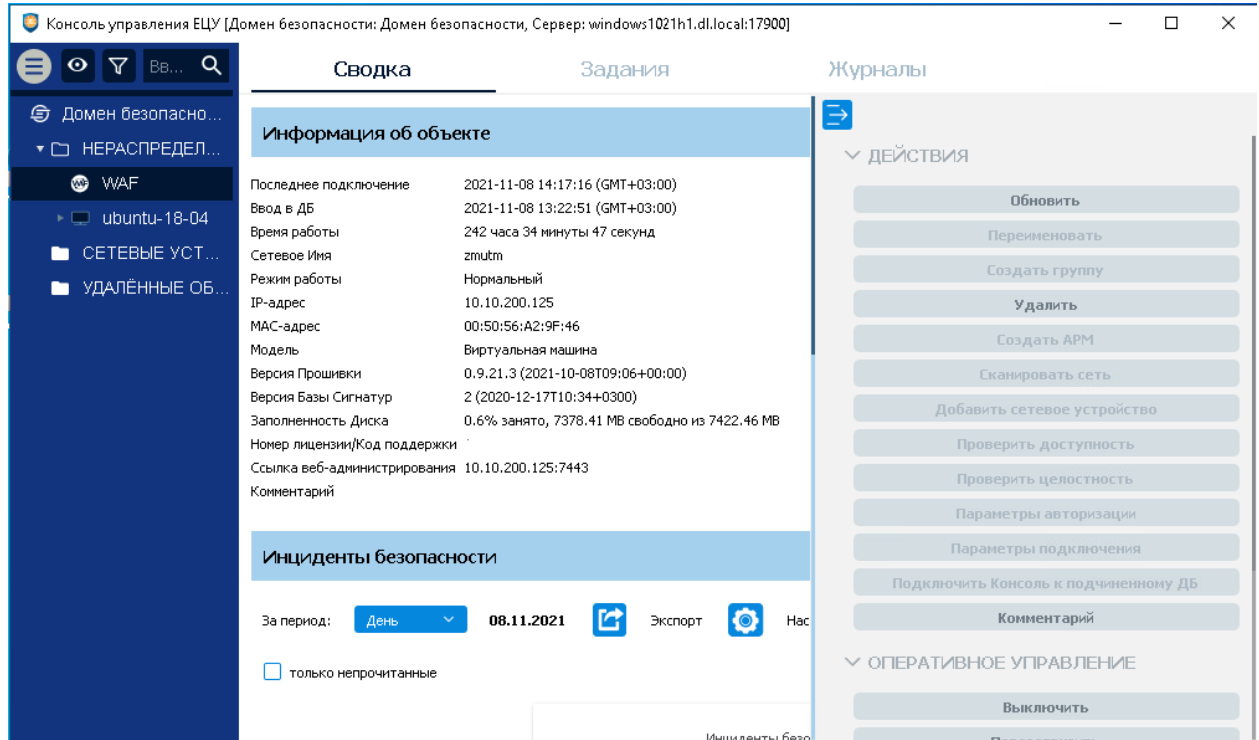 Консоль управления ЕЦУ [Домен безопасности: Домен безопасности, Сервер: windows1021h1.dl.local:17900]
Вв...
Сводка Задания Журналы
Домен безопасно...
НЕРАСПРЕДЕЛ...
WAF
ubuntu-18-04
СЕТЕВЫЕ УСТ...
УДАЛЁННЫЕ ОБ...
Информация об объекте
Последнее подключение 2021-11-08 14:17:16 (GMT+03:00)
Ввод в ДБ 2021-11-08 13:22:51 (GMT+03:00)
Время работы 242 часа 34 минуты 47 секунд
Сетевое Имя zmutm
Режим работы Нормальный
IP-адрес 10.10.200.125
MAC-адрес 00:50:56:A2:9F:46
Модель Виртуальная машина
Версия Прошивки 0.9.21.3 (2021-10-08T09:06+00:00)
Версия Базы Сигнатур 2 (2020-12-17T10:34+0300)
Заполненность Диска 0.6% занято, 7378.41 MB свободно из 7422.46 MB
Номер лицензии/Код поддержки
Ссылка веб-администрирования 10.10.200.125:7443
Комментарий
Инциденты безопасности
За период: День 08.11.2021 Экспорт Нас
только непрочитанные
Инциденты безо
ДЕЙСТВИЯ
Обновить
Переименовать
Создать группу
Удалить
Создать АРМ
Сканировать сеть
Добавить сетевое устройство
Проверить доступность
Проверить целостность
Параметры авторизации
Параметры подключения
Подключить Консоль к подчиненному ДБ
Комментарий
ОПЕРАТИВНОЕ УПРАВЛЕНИЕ
Выключить